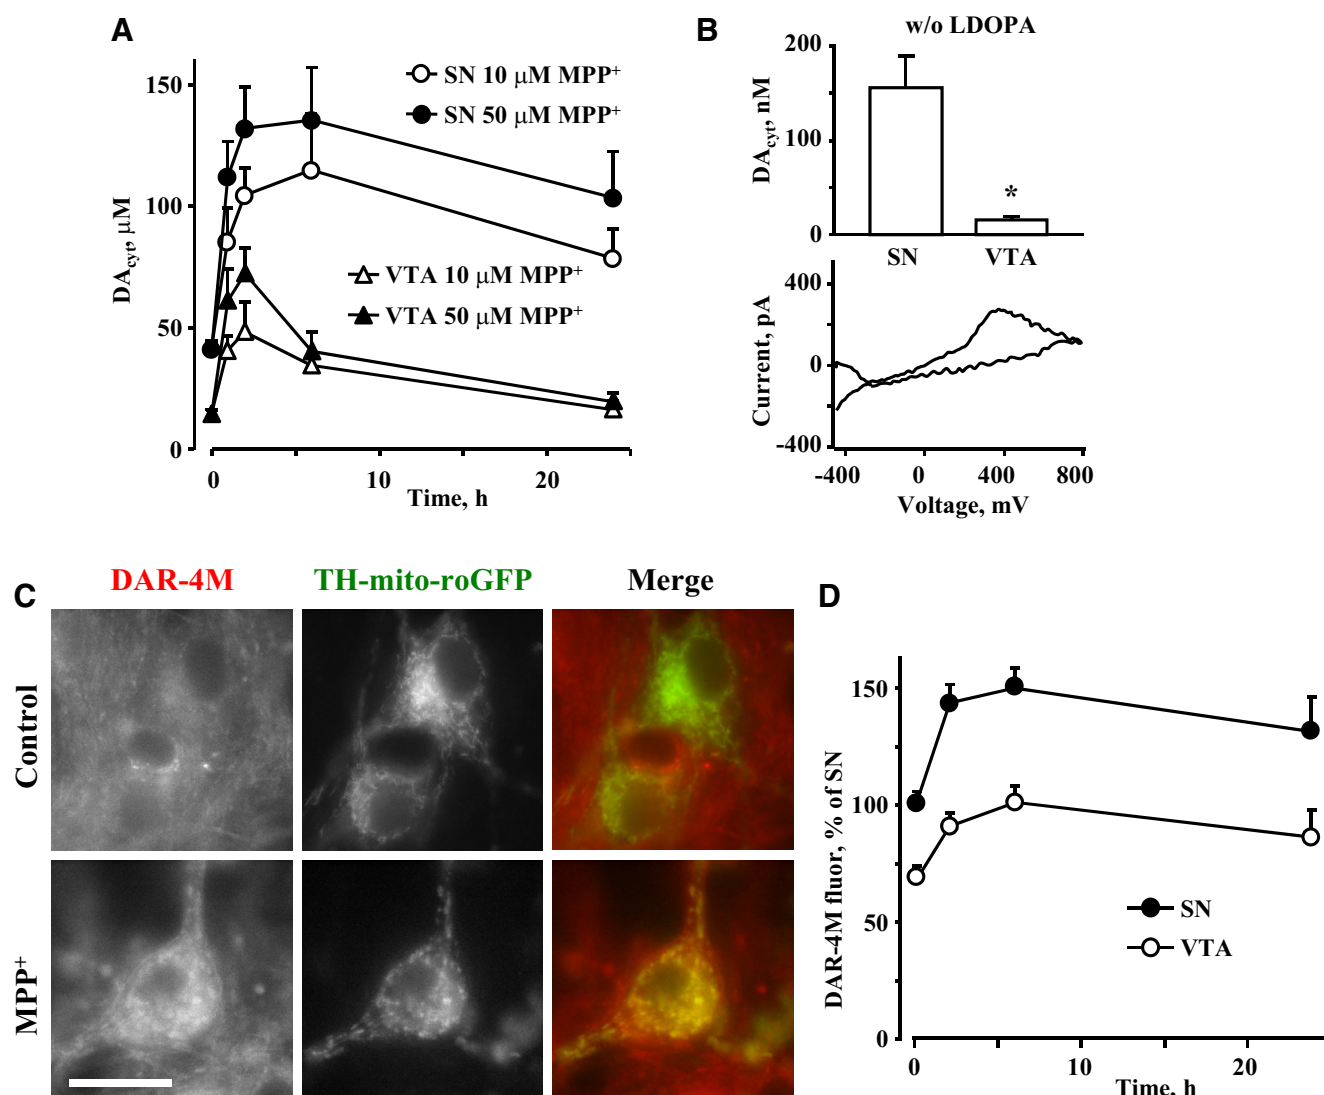 A
150
100
50
0
DAcyt, μM
SN 10 μM MPP+
SN 50 μM MPP+
VTA 10 μM MPP+
VTA 50 μM MPP+
0 10 20
Time, h
B
w/o LDOPA
200
100
0
DAcyt, nM
*
SN VTA
400
0
-400
Current, pA
-400 0 400 800
Voltage, mV
C
DAR-4M TH-mito-roGFP Merge
Control
MPP+
D
150
100
50
0
DAR-4M fluor, % of SN
SN
VTA
0 10 20
Time, h